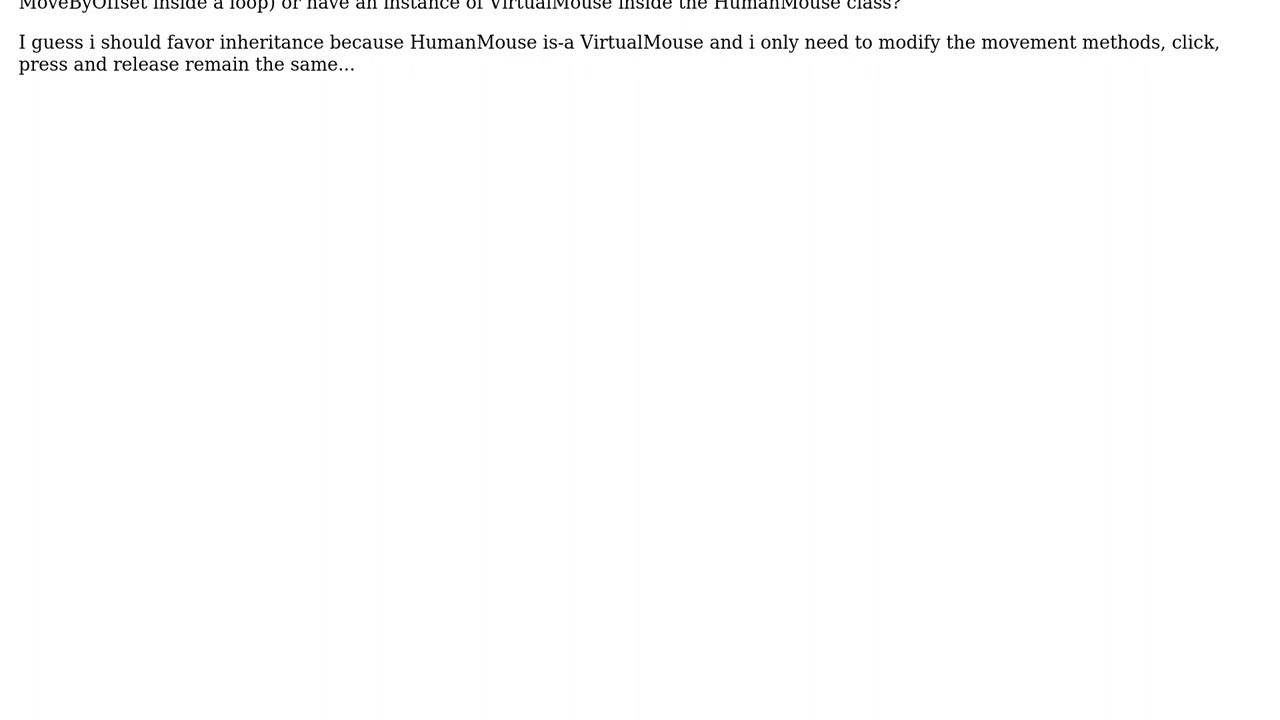 MoveByOffset inside a loop) or have an instance of VirtualMouse inside the HumanMouse class?
I guess i should favor inheritance because HumanMouse is-a VirtualMouse and i only need to modify the movement methods, click,
press and release remain the same...